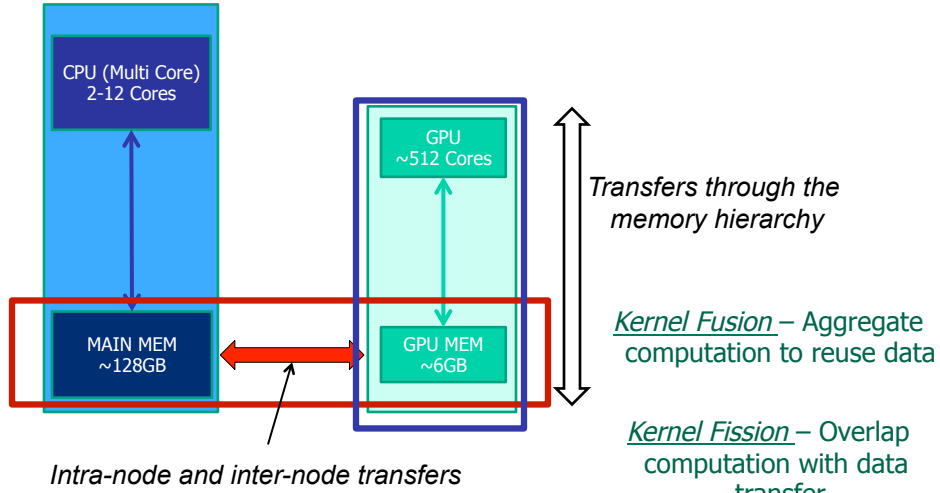 CPU (Multi Core)
2-12 Cores
GPU
~512 Cores
Transfers through the
memory hierarchy
MAIN MEM
~128GB
GPU MEM
~6GB
Kernel Fusion – Aggregate
computation to reuse data
Kernel Fission – Overlap
computation with data
transfer
Intra-node and inter-node transfers